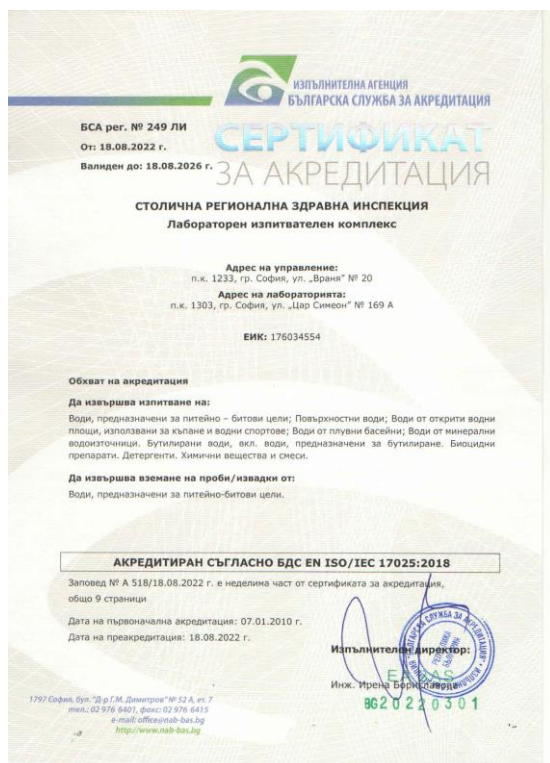 ИЗПЪЛНИТЕЛНА АГЕНЦИЯ
БЪЛГАРСКА СЛУЖБА ЗА АКРЕДИТАЦИЯ
БСА рег. № 249 ЛИ
От: 18.08.2022 г.
Валиден до: 18.08.2026 г.
СЕРТИФИКАТ
ЗА АКРЕДИТАЦИЯ
СТОЛИЧНА РЕГИОНАЛНА ЗДРАВНА ИНСПЕКЦИЯ
Лабораторен изпитвателен комплекс
Адрес на управление:
п.к. 1233, гр. София, ул. „Враня" № 20
Адрес на лабораторията:
п.к. 1303, гр. София, ул. „Цар Симеон" № 169 А
ЕИК: 176034554
Обхват на акредитация
Да извършва изпитване на:
Води, предназначени за питейно – битови цели; Повърхностни води; Води от открити водни
площи, използвани за къпане и водни спортове; Води от плувни басейни; Води от минерални
водоизточници. Бутилирани води, вкл. води, предназначени за бутилиране. Биоцидни
препарати. Детергенти. Химични вещества и смеси.
Да извършва вземане на проби/извадки от:
Води, предназначени за питейно-битови цели.
АКРЕДИТИРАН СЪГЛАСНО БДС EN ISO/IEC 17025:2018
Заповед № А 518/18.08.2022 г. е неделима част от сертификата за акредитация,
общо 9 страници
Дата на първоначална акредитация: 07.01.2010 г.
Дата на преакредитация: 18.08.2022 г.
Изпълнителен директор:
Инж. Ирена Бориславова
BG20220301
1797 София, бул. "Д-р Г.М. Димитров" № 52 А, ет. 7
тел.: 02 976 6401, факс: 02 976 6415
e-mail: office@nab-bas.bg
http://www.nab-bas.bg